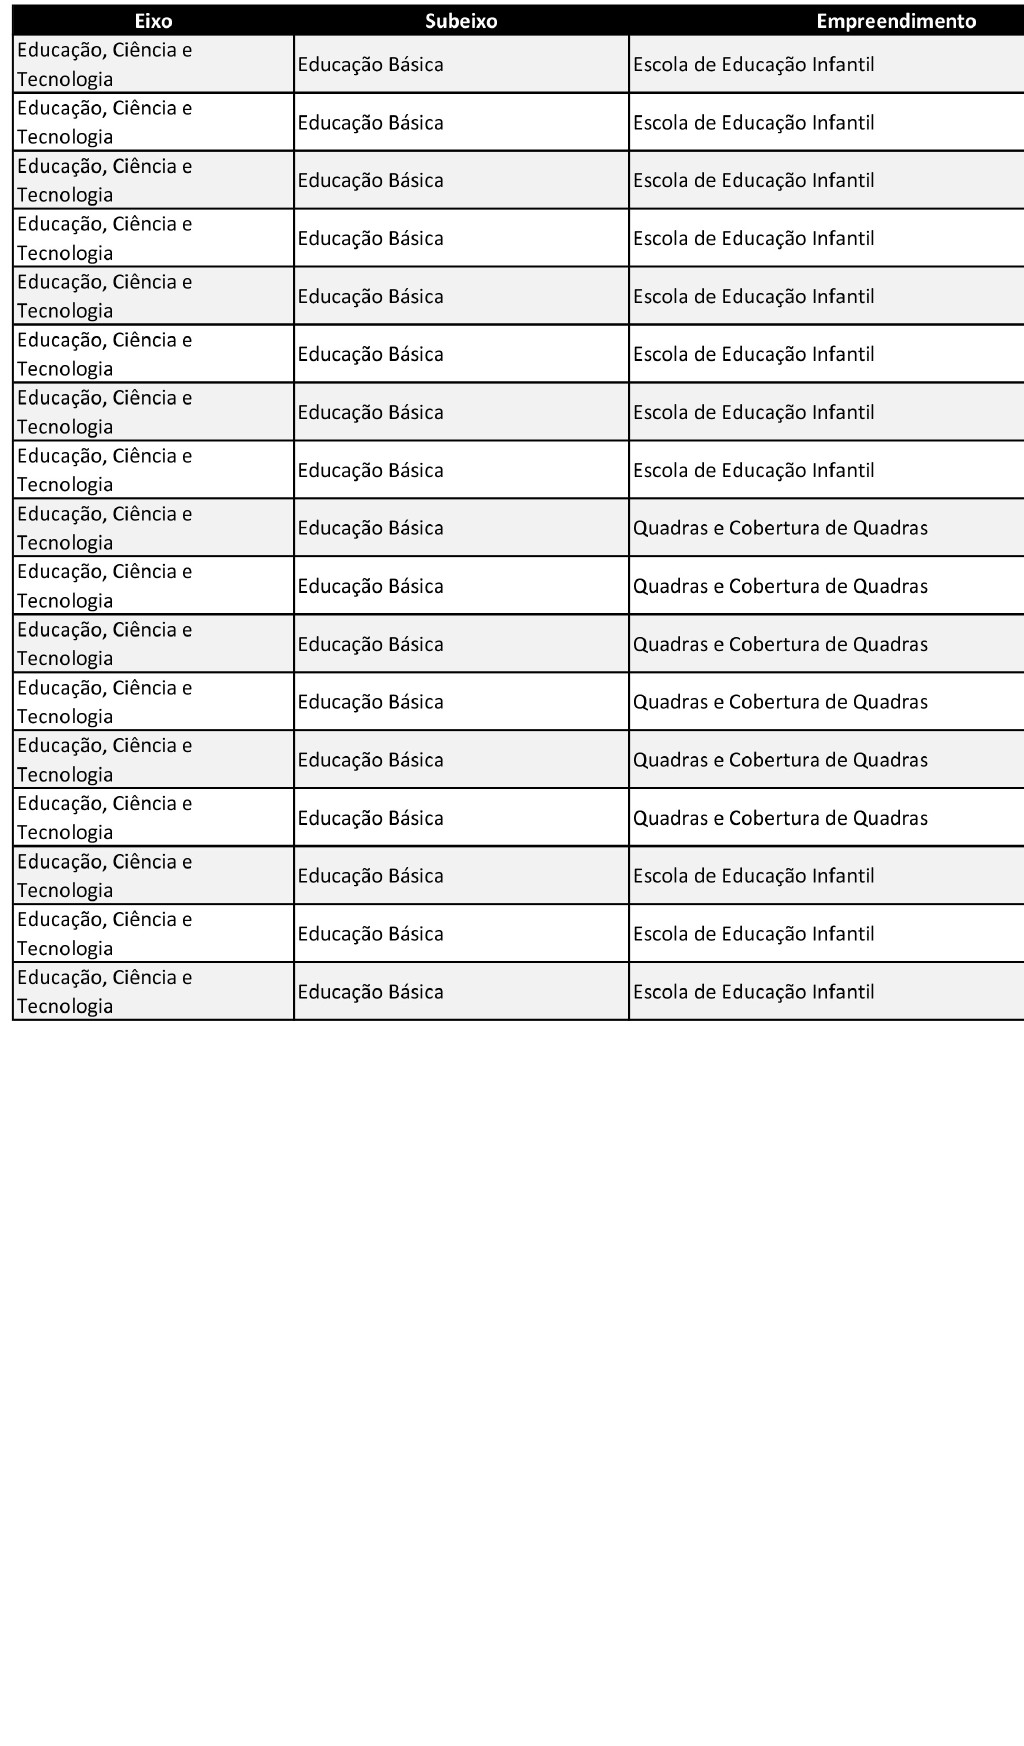 Eixo Subeixo Empreendimento
Educação, Ciência e
Tecnologia Educação Básica Escola de Educação Infantil
Educação, Ciência e
Tecnologia Educação Básica Escola de Educação Infantil
Educação, Ciência e
Tecnologia Educação Básica Escola de Educação Infantil
Educação, Ciência e
Tecnologia Educação Básica Escola de Educação Infantil
Educação, Ciência e
Tecnologia Educação Básica Escola de Educação Infantil
Educação, Ciência e
Tecnologia Educação Básica Escola de Educação Infantil
Educação, Ciência e
Tecnologia Educação Básica Escola de Educação Infantil
Educação, Ciência e
Tecnologia Educação Básica Escola de Educação Infantil
Educação, Ciência e
Tecnologia Educação Básica Quadras e Cobertura de Quadras
Educação, Ciência e
Tecnologia Educação Básica Quadras e Cobertura de Quadras
Educação, Ciência e
Tecnologia Educação Básica Quadras e Cobertura de Quadras
Educação, Ciência e
Tecnologia Educação Básica Quadras e Cobertura de Quadras
Educação, Ciência e
Tecnologia Educação Básica Quadras e Cobertura de Quadras
Educação, Ciência e
Tecnologia Educação Básica Quadras e Cobertura de Quadras
Educação, Ciência e
Tecnologia Educação Básica Escola de Educação Infantil
Educação, Ciência e
Tecnologia Educação Básica Escola de Educação Infantil
Educação, Ciência e
Tecnologia Educação Básica Escola de Educação Infantil